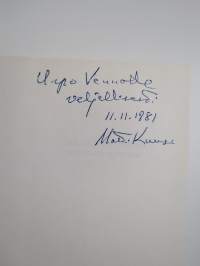 Urpo Vennolle
veljellisesti
11.11.1981
Matti Kuusi